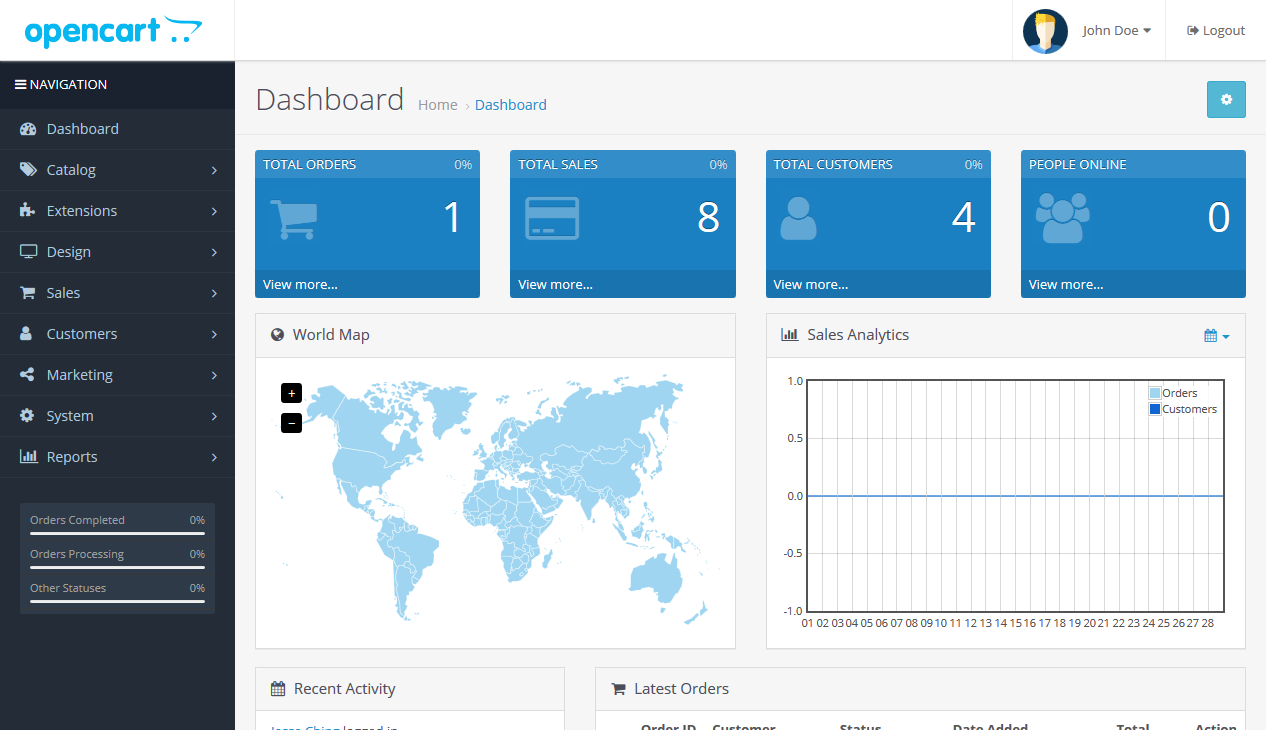 opencart
John Doe
Logout
NAVIGATION
Dashboard
Catalog
Extensions
Design
Sales
Customers
Marketing
System
Reports
Orders Completed 0%
Orders Processing 0%
Other Statuses 0%
Dashboard Home › Dashboard
TOTAL ORDERS 0%
1
View more...
TOTAL SALES 0%
8
View more...
TOTAL CUSTOMERS 0%
4
View more...
PEOPLE ONLINE
0
View more...
World Map
+
−
Sales Analytics
Orders
Customers
1.0
0.5
0.0
-0.5
-1.0
01 02 03 04 05 06 07 08 09 10 11 12 13 14 15 16 17 18 19 20 21 22 23 24 25 26 27 28
Recent Activity
logged in
Latest Orders
Order ID Customer Status Date Added Total Action